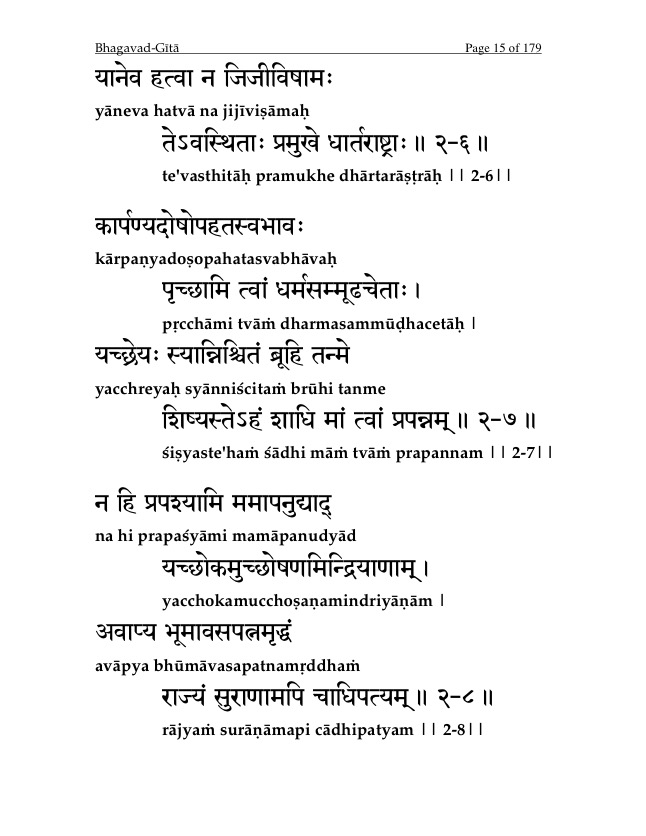 Bhagavad-Gītā Page 15 of 179
यानेव हत्वा न जिजीविषामः
yāneva hatvā na jijīviṣāmaḥ
तेऽवस्थिताः प्रमुखे धार्तराष्ट्राः॥ २-६॥
te'vasthitāḥ pramukhe dhārtarāṣṭrāḥ || 2-6||
कार्पण्यदोषोपहतस्वभावः
kārpaṇyadoṣopahatasvabhāvaḥ
पृच्छामि त्वां धर्मसम्मूढचेताः।
pṛcchāmi tvāṁ dharmasammūḍhacetāḥ |
यच्छ्रेयः स्यान्निश्चितं ब्रूहि तन्मे
yacchreyaḥ syānniścitaṁ brūhi tanme
शिष्यस्तेऽहं शाधि मां त्वां प्रपन्नम्॥ २-७॥
śiṣyaste'haṁ śādhi māṁ tvāṁ prapannam || 2-7||
न हि प्रपश्यामि ममापनुद्याद्
na hi prapaśyāmi mamāpanudyād
यच्छोकमुच्छोषणमिन्द्रियाणाम्।
yacchokamucchoṣaṇamindriyāṇām |
अवाप्य भूमावसपत्नमृद्धं
avāpya bhūmāvasapatnamṛddhaṁ
राज्यं सुराणामपि चाधिपत्यम्॥ २-८॥
rājyaṁ surāṇāmapi cādhipatyam || 2-8||